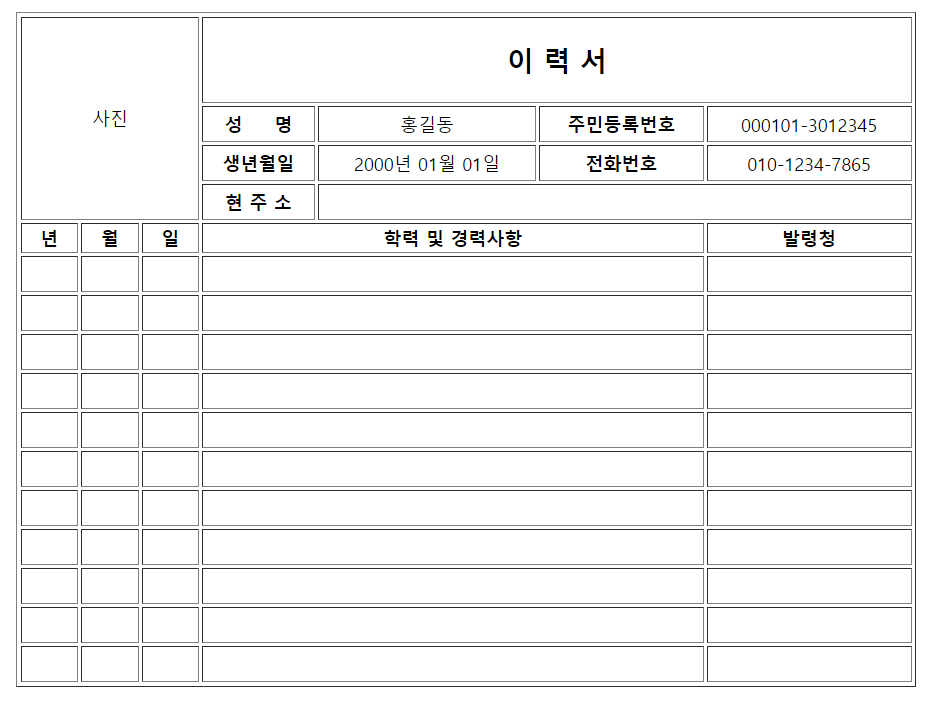 이 력 서
사진
성 명 홍길동 주민등록번호 000101-3012345
생년월일 2000년 01월 01일 전화번호 010-1234-7865
현 주 소
년 월 일 학력 및 경력사항 발령청